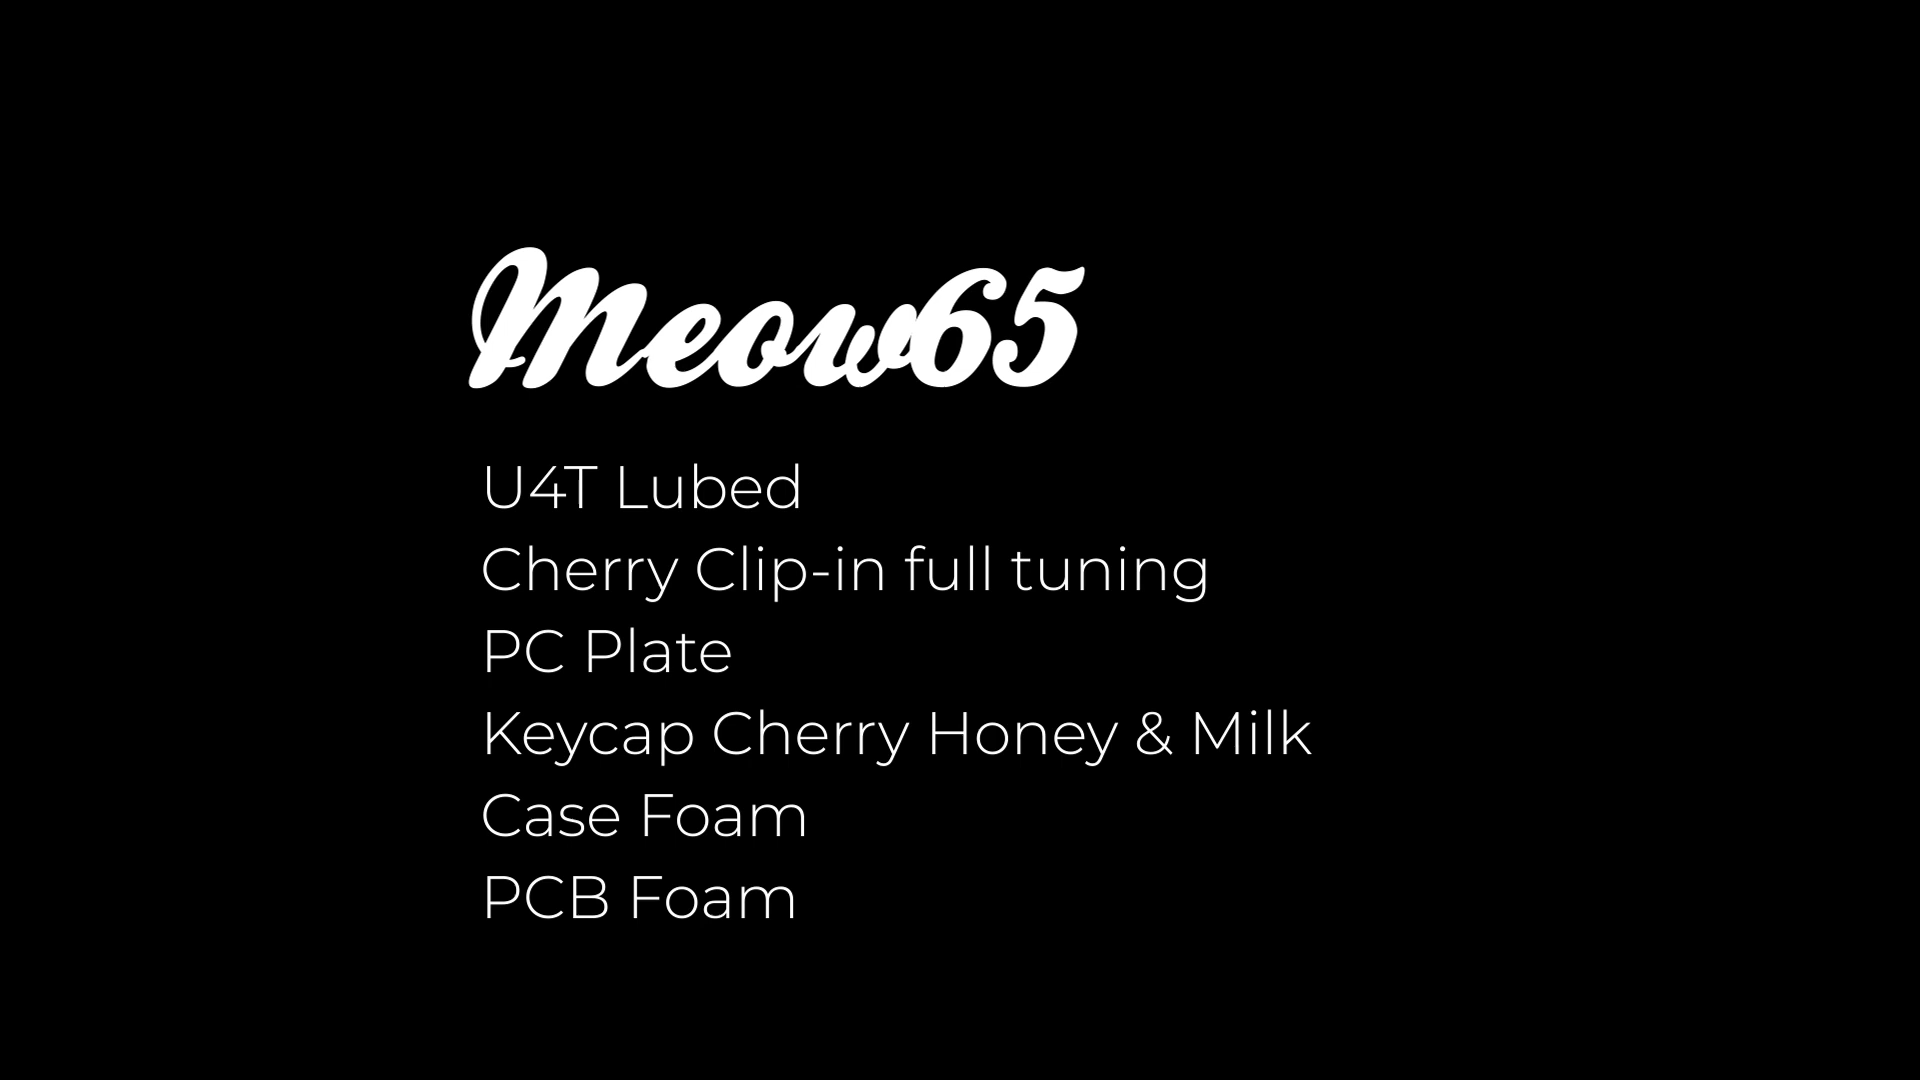 Meow65
U4T Lubed
Cherry Clip-in full tuning
PC Plate
Keycap Cherry Honey & Milk
Case Foam
PCB Foam